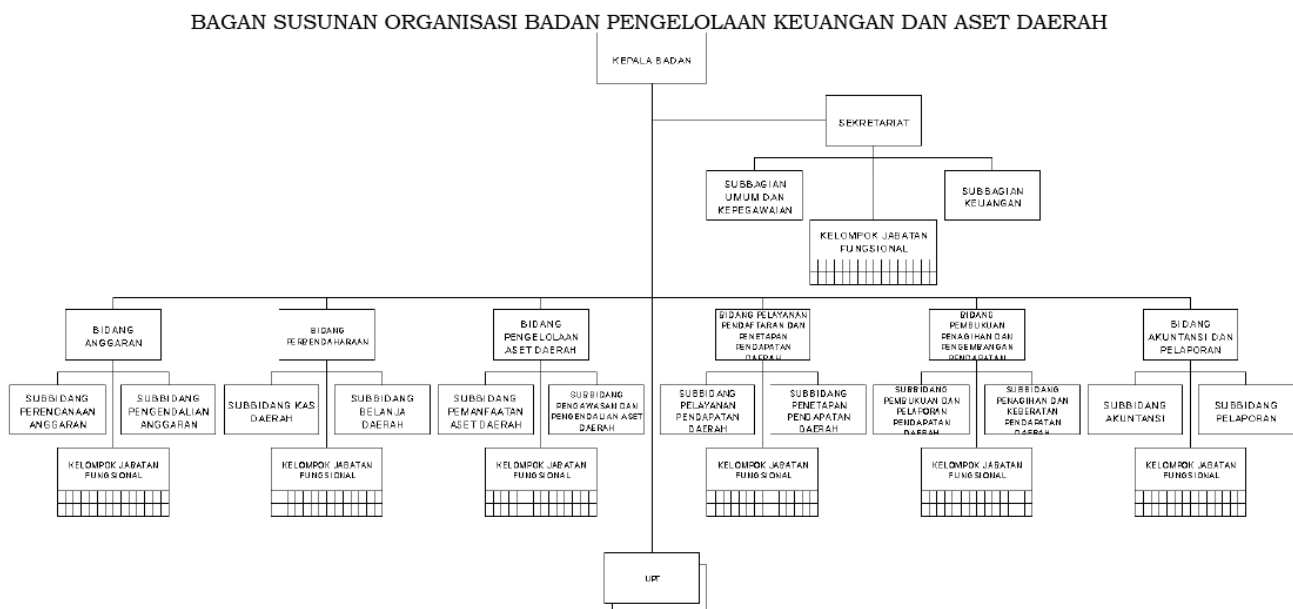 BAGAN SUSUNAN ORGANISASI BADAN PENGELOLAAN KEUANGAN DAN ASET DAERAH
KEPALA BADAN
SEKRETARIAT
SUBBAGIAN
UMUM DAN
KEPEGAWAIAN
SUBBAGIAN
KEUANGAN
KELOMPOK JABATAN
FUNGSIONAL
BIDANG
ANGGARAN
BIDANG
PERBENDAHARAAN
BIDANG
PENGELOLAAN
ASET DAERAH
BIDANG PELAYANAN
PENDAFTARAN DAN
PENETAPAN
PENDAPATAN
DAERAH
BIDANG
PEMBUKUAN
PENAGIHAN DAN
PENGEMBANGAN
PENDAPATAN
BIDANG
AKUNTANSI DAN
PELAPORAN
SUBBIDANG
PERENCANAAN
ANGGARAN
SUBBIDANG
PENGENDALIAN
ANGGARAN
SUBBIDANG KAS
DAERAH
SUBBIDANG
BELANJA
DAERAH
SUBBIDANG
PEMANFAATAN
ASET DAERAH
SUBBIDANG
PENGAWASAN DAN
PENGENDALIAN ASET
DAERAH
SUBBIDANG
PELAYANAN
PENDAPATAN DAERAH
SUBBIDANG
PENETAPAN
PENDAPATAN DAERAH
SUBBIDANG
PEMBUKUAN DAN
PELAPORAN
PENDAPATAN
DAERAH
SUBBIDANG
PENAGIHAN DAN
KEBERATAN
PENDAPATAN
DAERAH
SUBBIDANG
AKUNTANSI
SUBBIDANG
PELAPORAN
KELOMPOK JABATAN
FUNGSIONAL
KELOMPOK JABATAN
FUNGSIONAL
KELOMPOK JABATAN
FUNGSIONAL
KELOMPOK JABATAN
FUNGSIONAL
KELOMPOK JABATAN
FUNGSIONAL
KELOMPOK JABATAN
FUNGSIONAL
UPT